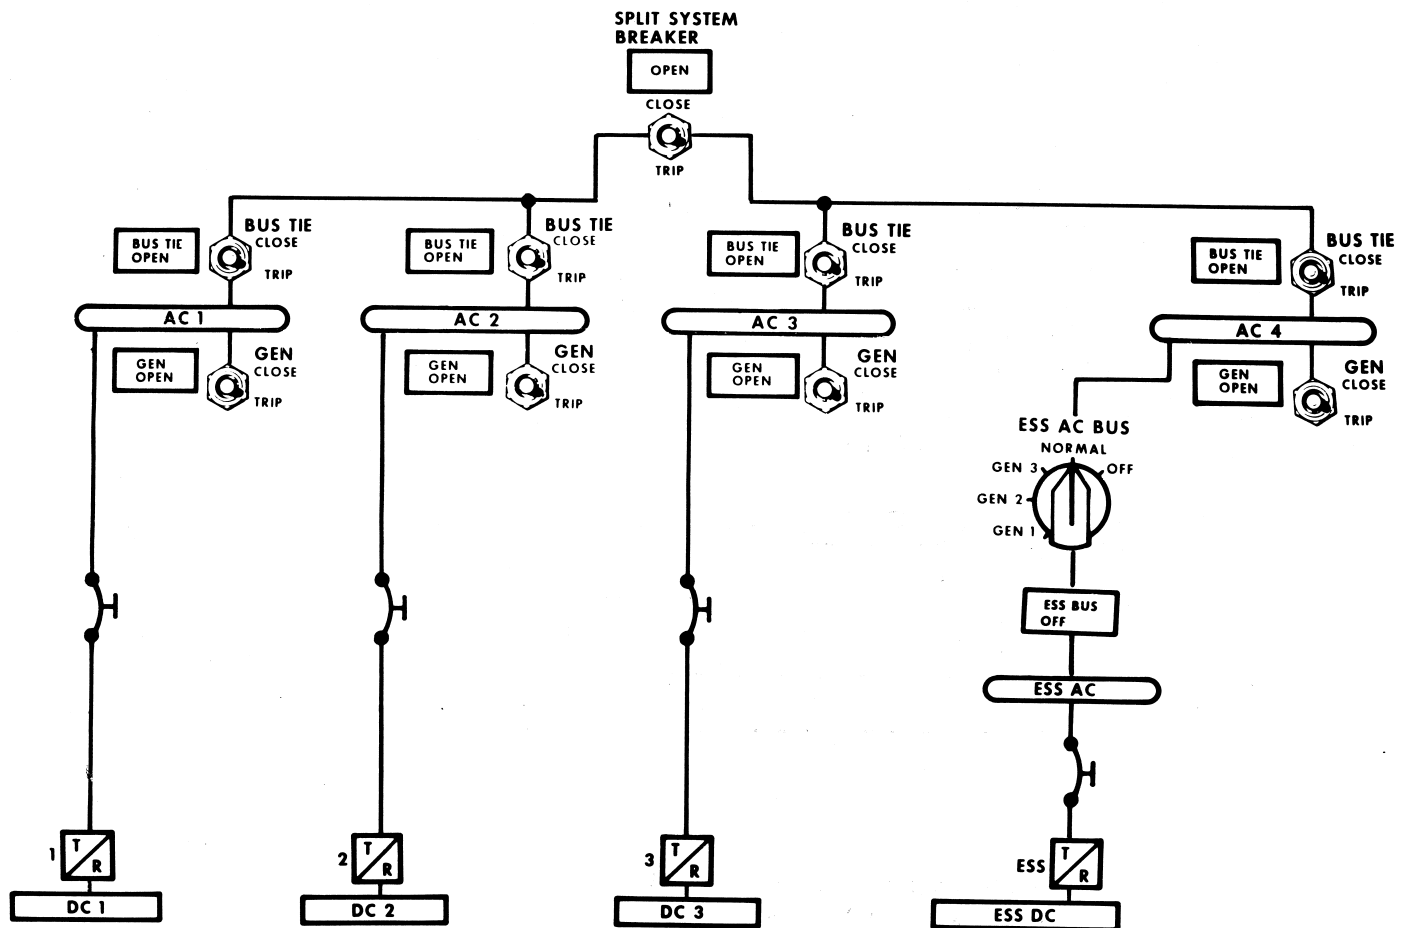 SPLIT SYSTEM
BREAKER
OPEN
CLOSE
TRIP
BUS TIE
OPEN
BUS TIE
CLOSE
TRIP
BUS TIE
OPEN
BUS TIE
CLOSE
TRIP
BUS TIE
OPEN
BUS TIE
CLOSE
TRIP
BUS TIE
OPEN
BUS TIE
CLOSE
TRIP
AC 1
AC 2
AC 3
AC 4
GEN
OPEN
GEN
CLOSE
TRIP
GEN
OPEN
GEN
CLOSE
TRIP
GEN
OPEN
GEN
CLOSE
TRIP
GEN
OPEN
GEN
CLOSE
TRIP
ESS AC BUS
NORMAL
GEN 3
OFF
GEN 2
GEN 1
ESS BUS
OFF
ESS AC
1
T
R
2
T
R
3
T
R
ESS
T
R
DC 1
DC 2
DC 3
ESS DC